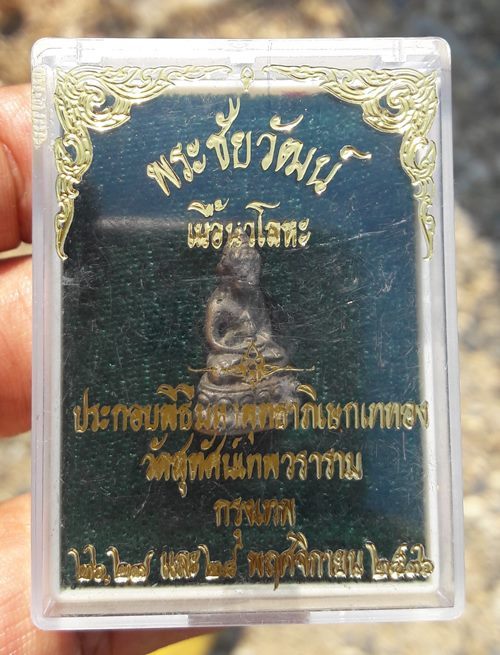 พระชัยวัฒน์
เนื้อนวโลหะ
ประกอบพิธีมหาพุทธาภิเษกเททอง
วัดสุทัศน์เทพวราราม
กรุงเทพ
๒๖,๒๗ และ ๒๘ พฤศจิกายน ๒๕๓๖